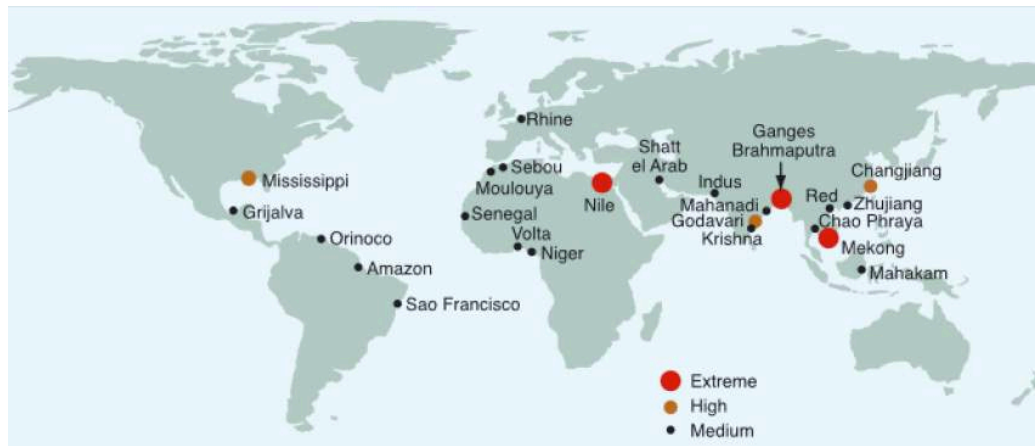 Rhine
Ganges
Brahmaputra
Shatt
el Arab
Changjiang
Sebou
Moulouya
Mississippi
Indus
Nile
Mahanadi
Red
Zhujiang
Grijalva
Senegal
Godavari
Chao Phraya
Volta
Krishna
Orinoco
Niger
Mekong
Amazon
Mahakam
Sao Francisco
Extreme
High
Medium